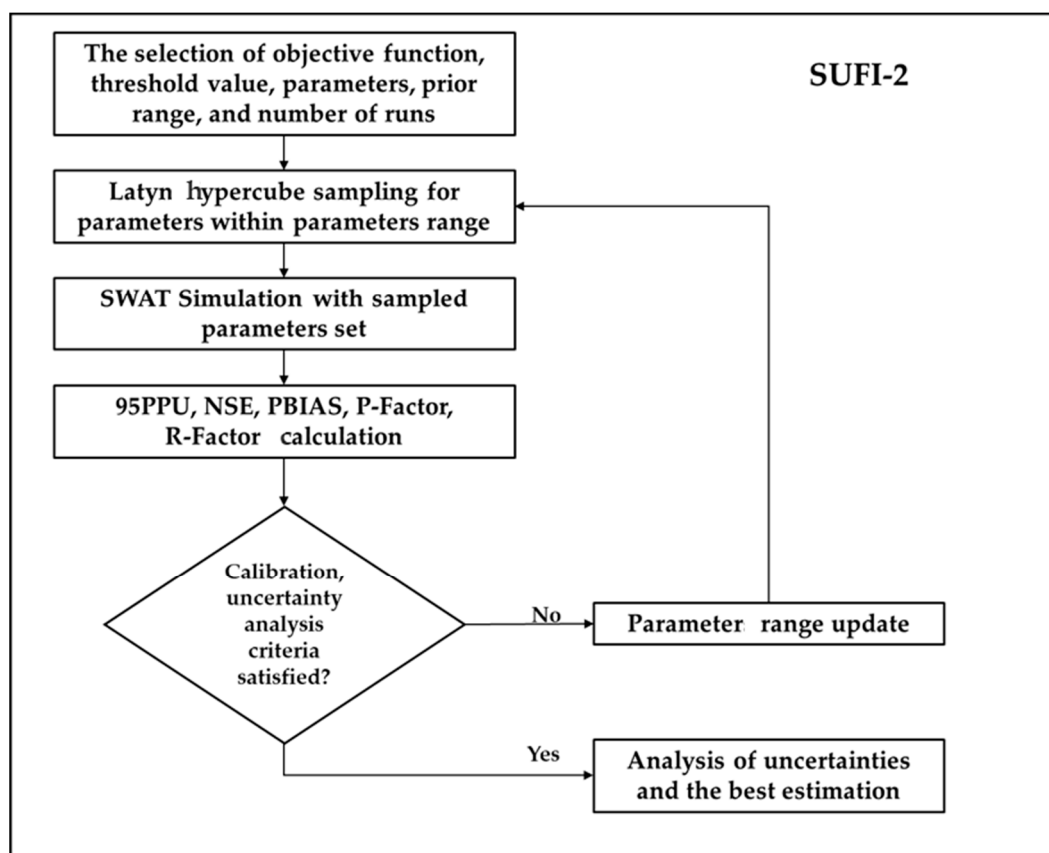 The selection of objective function,
threshold value, parameters, prior
range, and number of runs
SUFI-2
Latyn hypercube sampling for
parameters within parameters range
SWAT Simulation with sampled
parameters set
95PPU, NSE, PBIAS, P-Factor,
R-Factor calculation
Calibration,
uncertainty
analysis
criteria
satisfied?
No
Parameter range update
Yes
Analysis of uncertainties
and the best estimation